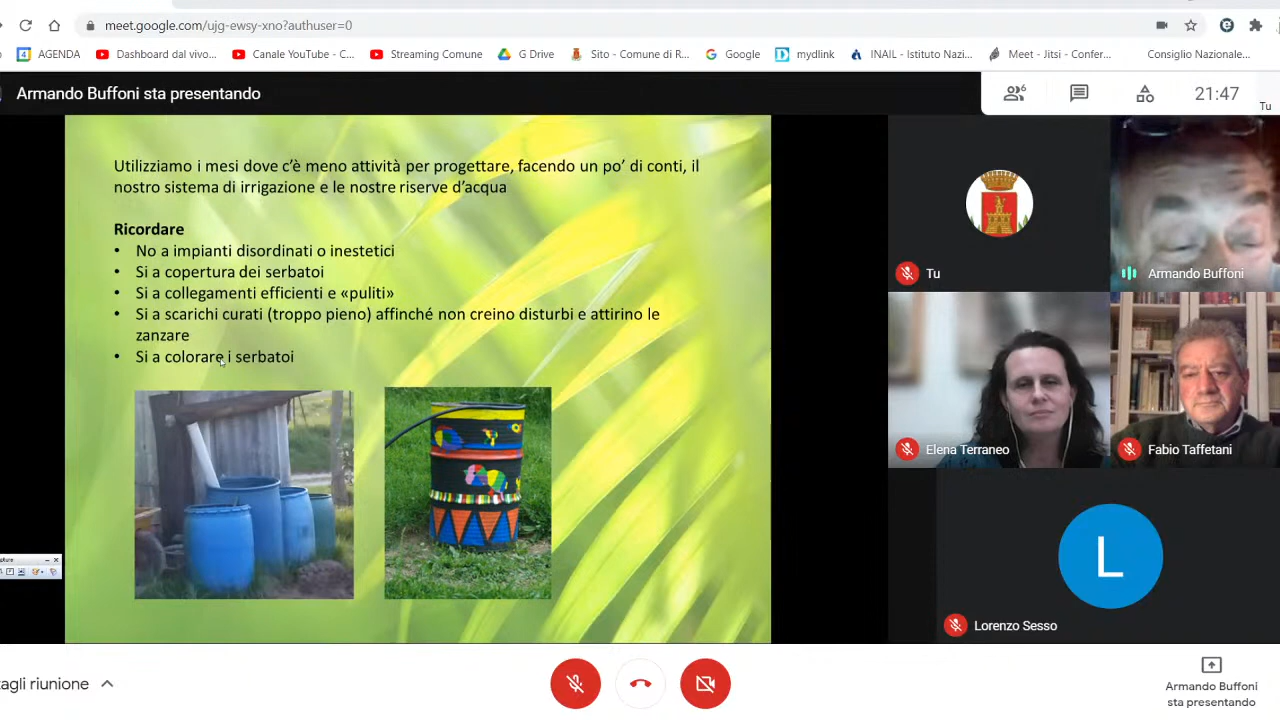 meet.google.com/ujg-ewsy-xno?authuser=0
AGENDA
Dashboard dal vivo...
Canale YouTube - C...
Streaming Comune
G Drive
Sito - Comune di R...
Google
mydlink
INAIL - Istituto Nazi...
Meet - Jitsi - Confer...
Consiglio Nazionale...
Armando Buffoni sta presentando
6
21:47
Tu
Utilizziamo i mesi dove c’è meno attività per progettare, facendo un po’ di conti, il
nostro sistema di irrigazione e le nostre riserve d’acqua
Ricordare
• No a impianti disordinati o inestetici
• Si a copertura dei serbatoi
• Si a collegamenti efficienti e «puliti»
• Si a scarichi curati (troppo pieno) affinché non creino disturbi e attirino le
zanzare
• Si a colorare i serbatoi
Tu
Armando Buffoni
Elena Terraneo
Fabio Taffetani
L
Lorenzo Sesso
tagli riunione
Armando Buffoni
sta presentando